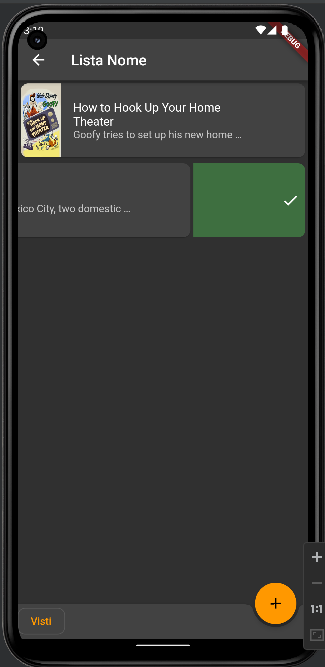 DEBUG
Lista Nome
How to Hook Up Your Home
Theater
Goofy tries to set up his new home ...
xico City, two domestic ...
Visti
1:1